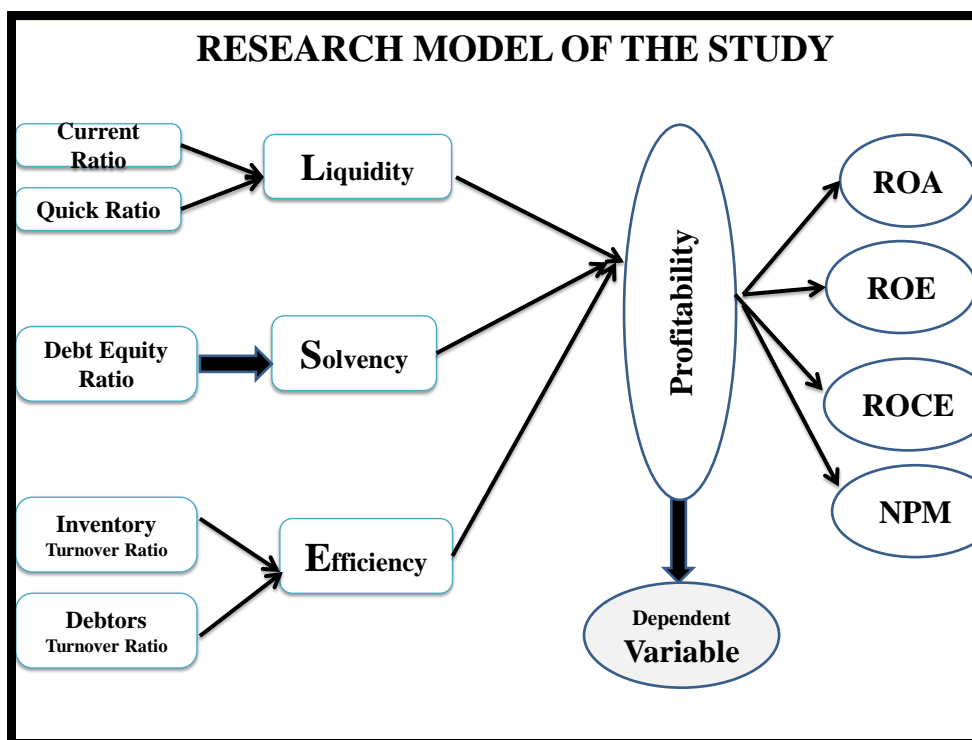 RESEARCH MODEL OF THE STUDY
Current
Ratio
Quick Ratio
Liquidity
Debt Equity
Ratio
Solvency
Inventory
Turnover Ratio
Debtors
Turnover Ratio
Efficiency
Profitability
Dependent
Variable
ROA
ROE
ROCE
NPM